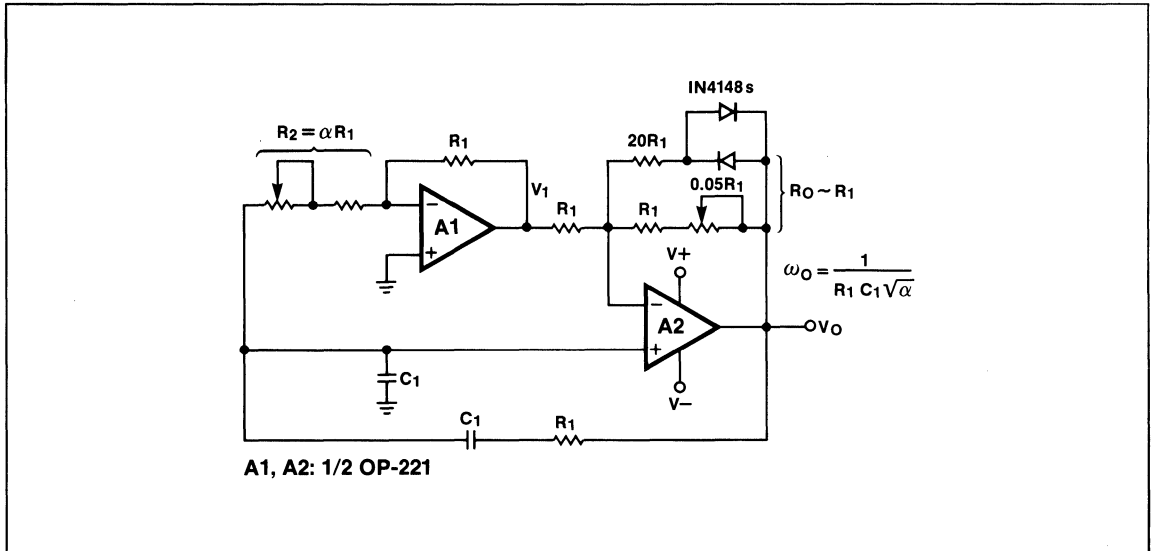 IN4148s
R2 = αR1
R1
20R1
V1
0.05R1
R1
R1
RO ~ R1
−
A1
+
V+
ωO = 1 / R1 C1 √α
−
A2
+
VO
V−
C1
C1
R1
A1, A2: 1/2 OP-221